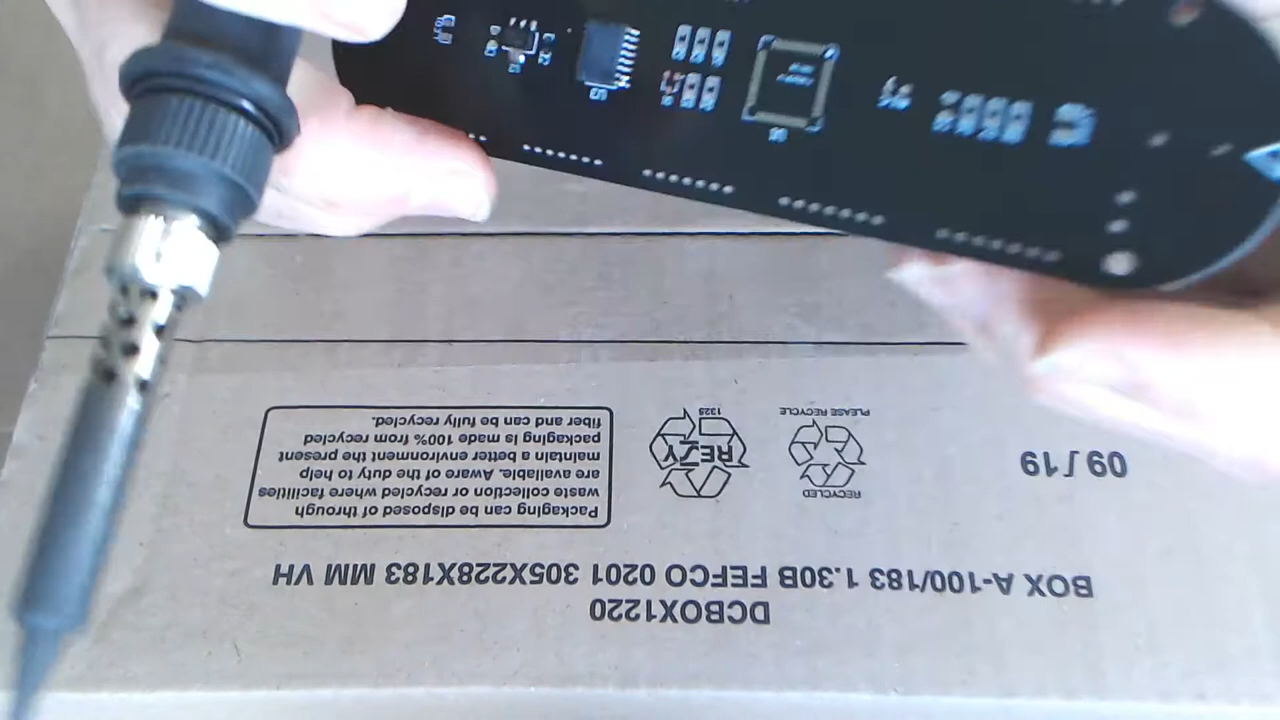 BOX A-100/183 1.30B FEFCO 0201 305X228X183 MM VH
DCBOX1220
Packaging can be disposed of through
waste collection or recycled where facilities
are available. Aware of the duty to help
maintain a better environment the present
packaging is made from 100% recycled
fiber and can be fully recycled.
RECYCLED
PLEASE RECYCLE
RESY
1325
09 / 19